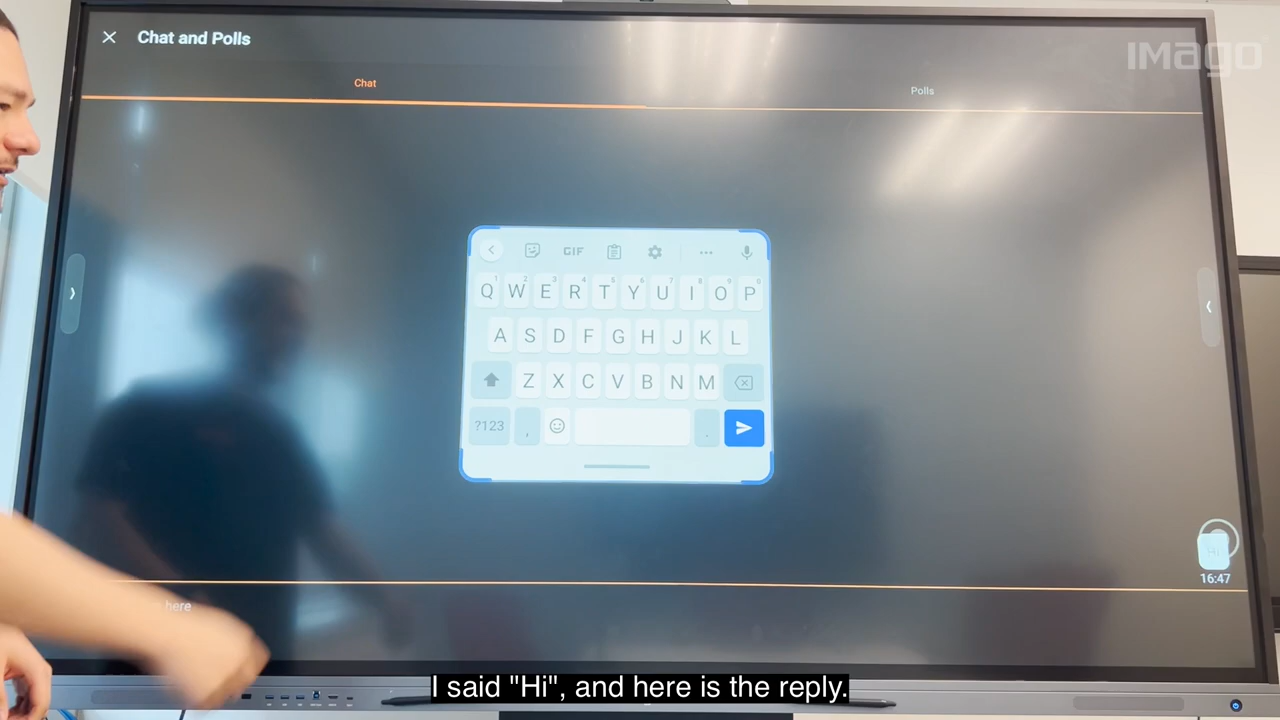 Chat and Polls
IMago
Chat
Polls
GIF
Q W E R T Y U I O P
A S D F G H J K L
Z X C V B N M
?123 , .
16:47
here
I said "Hi", and here is the reply.